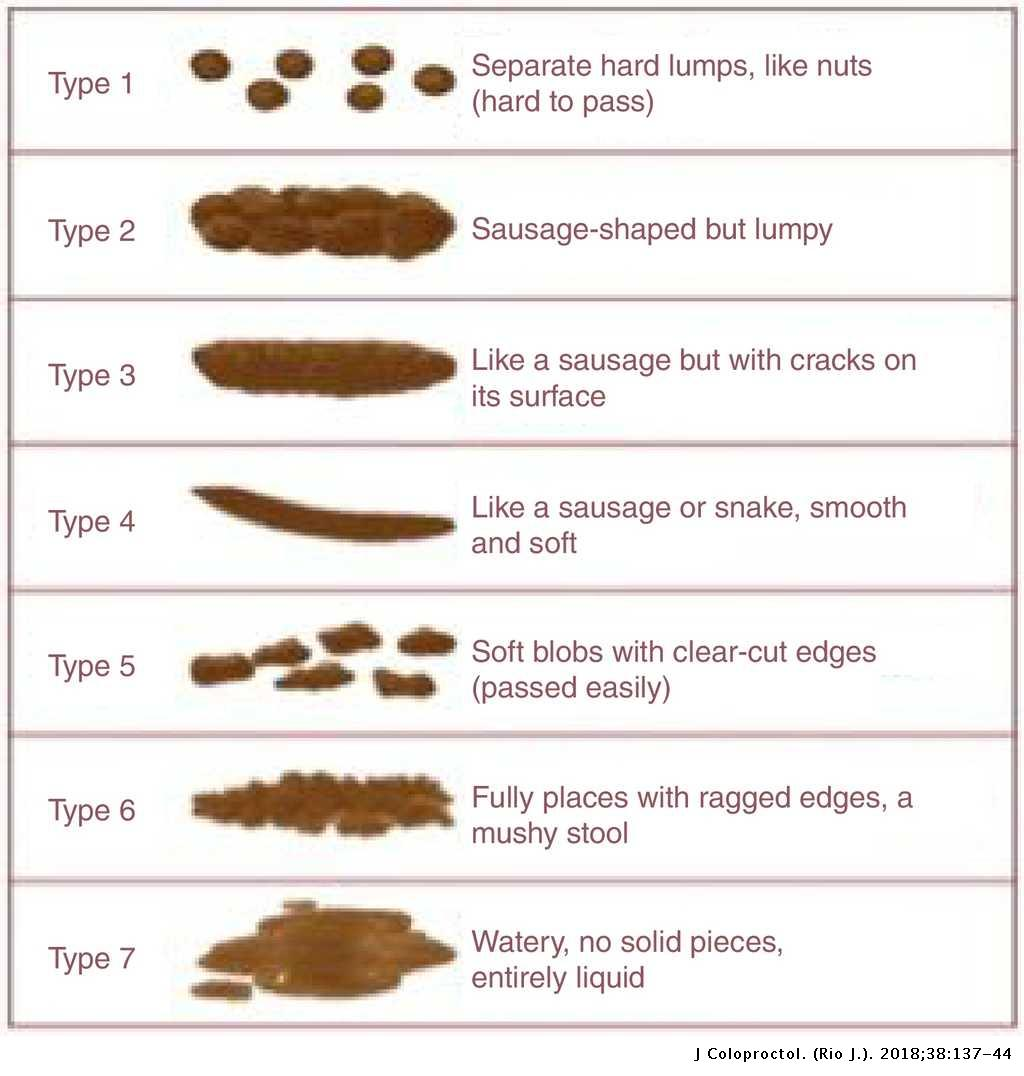 Type 1
Separate hard lumps, like nuts
(hard to pass)
Type 2
Sausage-shaped but lumpy
Type 3
Like a sausage but with cracks on
its surface
Type 4
Like a sausage or snake, smooth
and soft
Type 5
Soft blobs with clear-cut edges
(passed easily)
Type 6
Fully places with ragged edges, a
mushy stool
Type 7
Watery, no solid pieces,
entirely liquid
J Coloproctol. (Rio J.). 2018;38:137–44